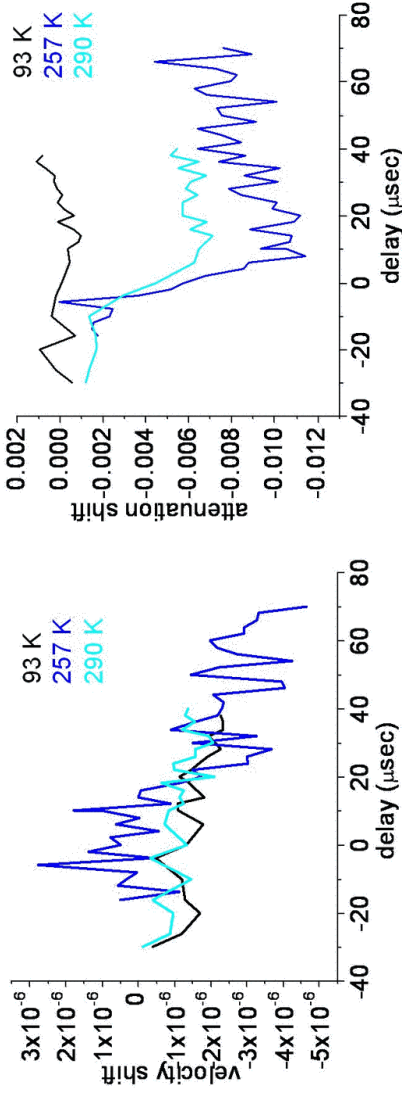 velocity shift
3x10⁻⁶
2x10⁻⁶
1x10⁻⁶
0
-1x10⁻⁶
-2x10⁻⁶
-3x10⁻⁶
-4x10⁻⁶
-5x10⁻⁶
93 K
257 K
290 K
-40 -20 0 20 40 60 80
delay (μsec)
attenuation shift
0.002
0.000
-0.002
-0.004
-0.006
-0.008
-0.010
-0.012
93 K
257 K
290 K
-40 -20 0 20 40 60 80
delay (μsec)